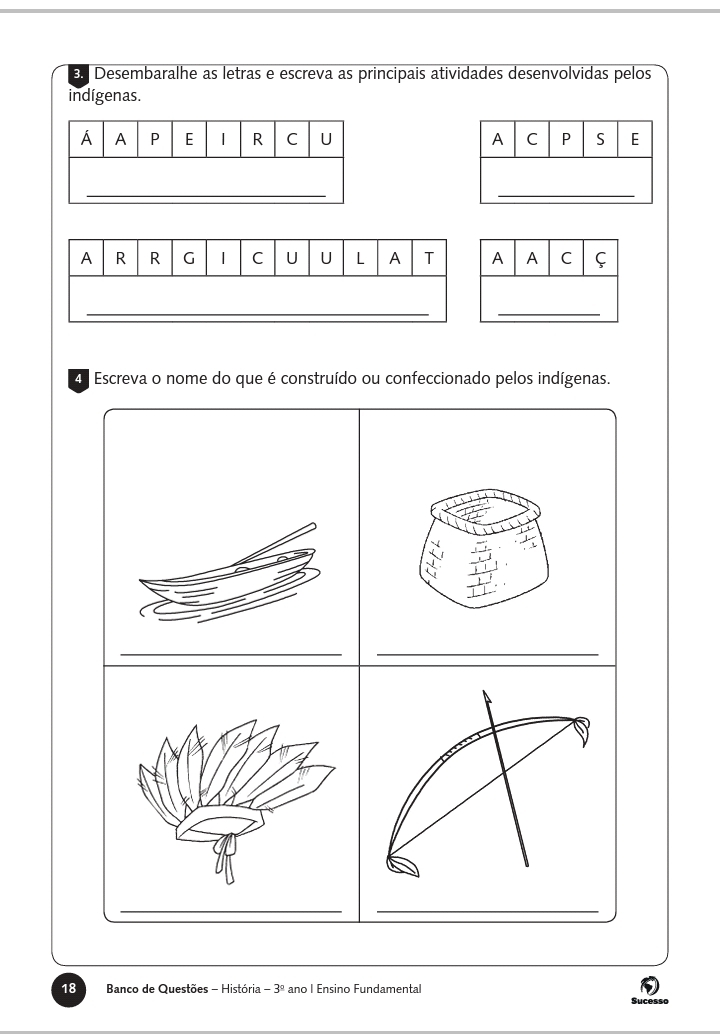 3. Desembaralhe as letras e escreva as principais atividades desenvolvidas pelos
indígenas.
Á A P E I R C U
A C P S E
A R R G I C U U L A T
A A C Ç
4 Escreva o nome do que é construído ou confeccionado pelos indígenas.
18 Banco de Questões – História – 3º ano | Ensino Fundamental
Sucesso